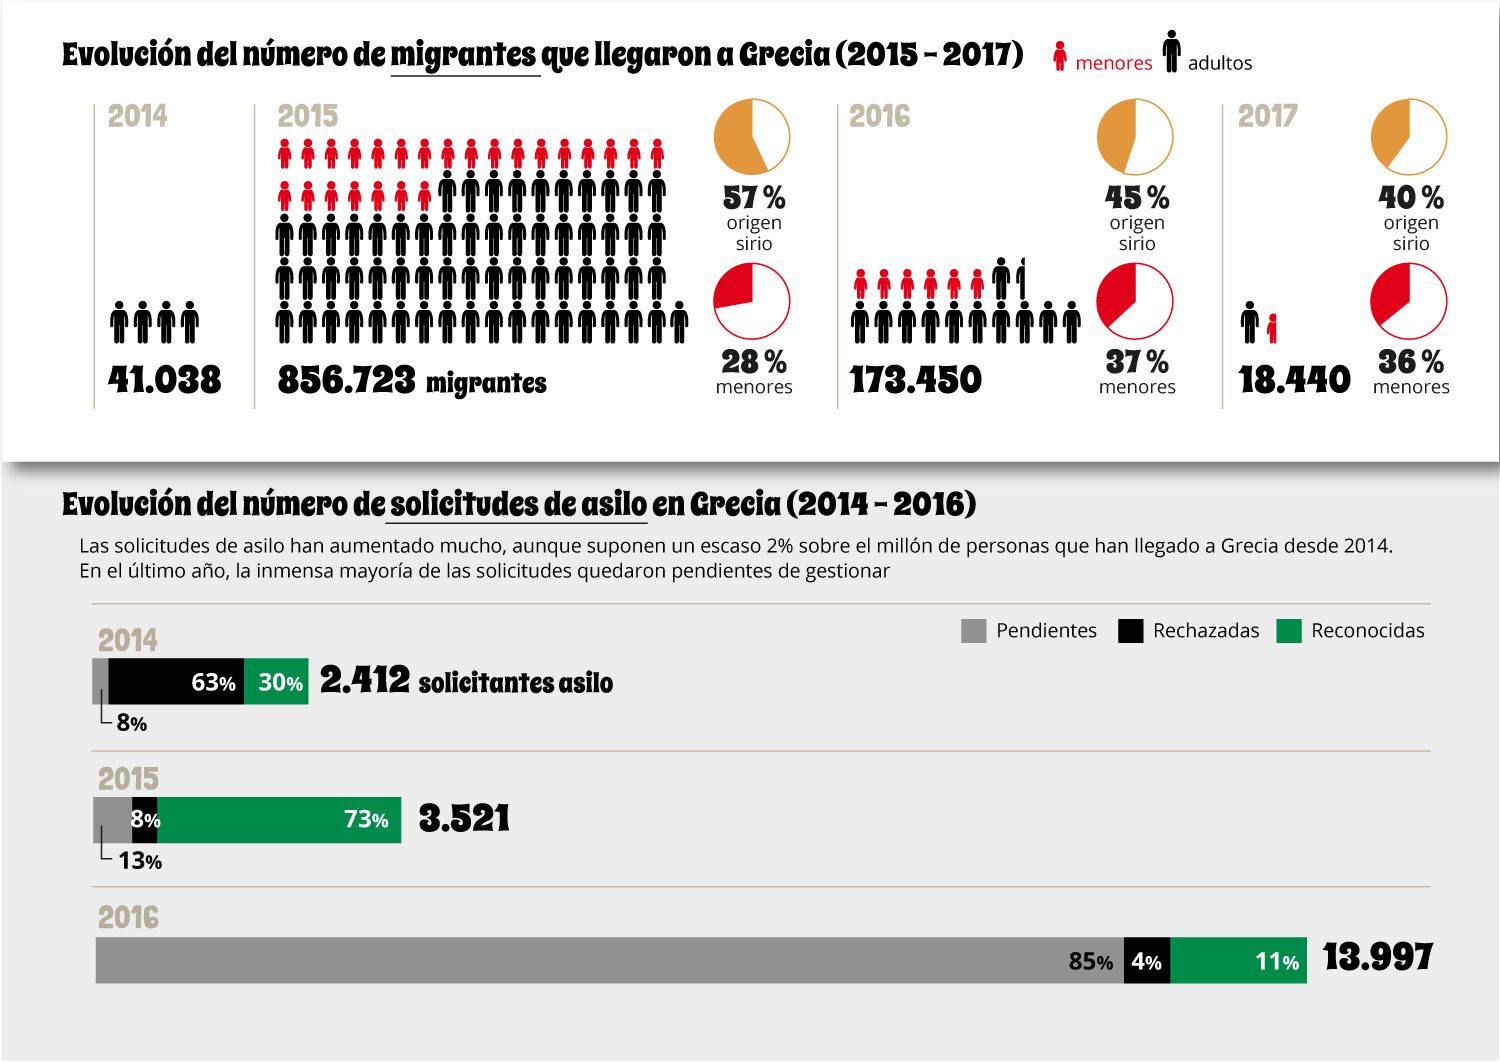 Evolución del número de migrantes que llegaron a Grecia (2015 – 2017)
menores adultos
2014
41.038
2015
856.723 migrantes
57 %
origen
sirio
28 %
menores
2016
173.450
45 %
origen
sirio
37 %
menores
2017
18.440
40 %
origen
sirio
36 %
menores
Evolución del número de solicitudes de asilo en Grecia (2014 – 2016)
Las solicitudes de asilo han aumentado mucho, aunque suponen un escaso 2% sobre el millón de personas que han llegado a Grecia desde 2014.
En el último año, la inmensa mayoría de las solicitudes quedaron pendientes de gestionar
Pendientes Rechazadas Reconocidas
2014
63% 30% 2.412 solicitantes asilo
8%
2015
8% 73% 3.521
13%
2016
85% 4% 11% 13.997